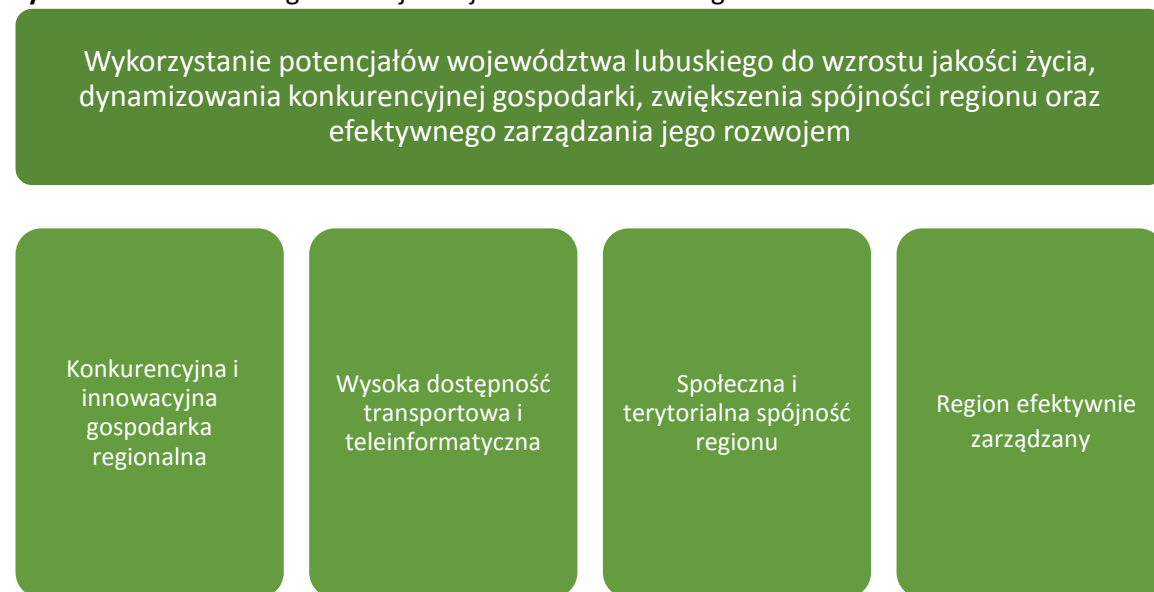 Wykorzystanie potencjałów województwa lubuskiego do wzrostu jakości życia,
dynamizowania konkurencyjnej gospodarki, zwiększenia spójności regionu oraz
efektywnego zarządzania jego rozwojem
Konkurencyjna i
innowacyjna
gospodarka
regionalna
Wysoka dostępność
transportowa i
teleinformatyczna
Społeczna i
terytorialna spójność
regionu
Region efektywnie
zarządzany